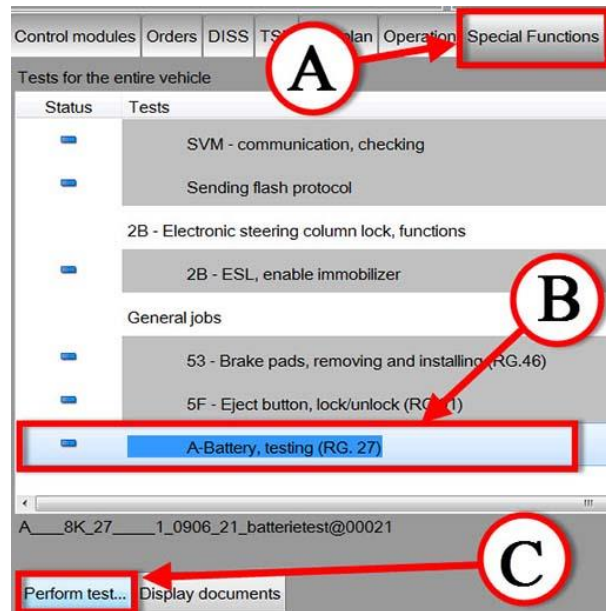 Control modules Orders DISS Operation Special Functions
A
Tests for the entire vehicle
Status Tests
SVM - communication, checking
Sending flash protocol
2B - Electronic steering column lock, functions
2B - ESL, enable immobilizer
B
General jobs
53 - Brake pads, removing and installing (RG.46)
5F - Eject button, lock/unlock
A-Battery, testing (RG. 27)
A___8K_27____1_0906_21_batterietest@00021
C
Perform test... Display documents